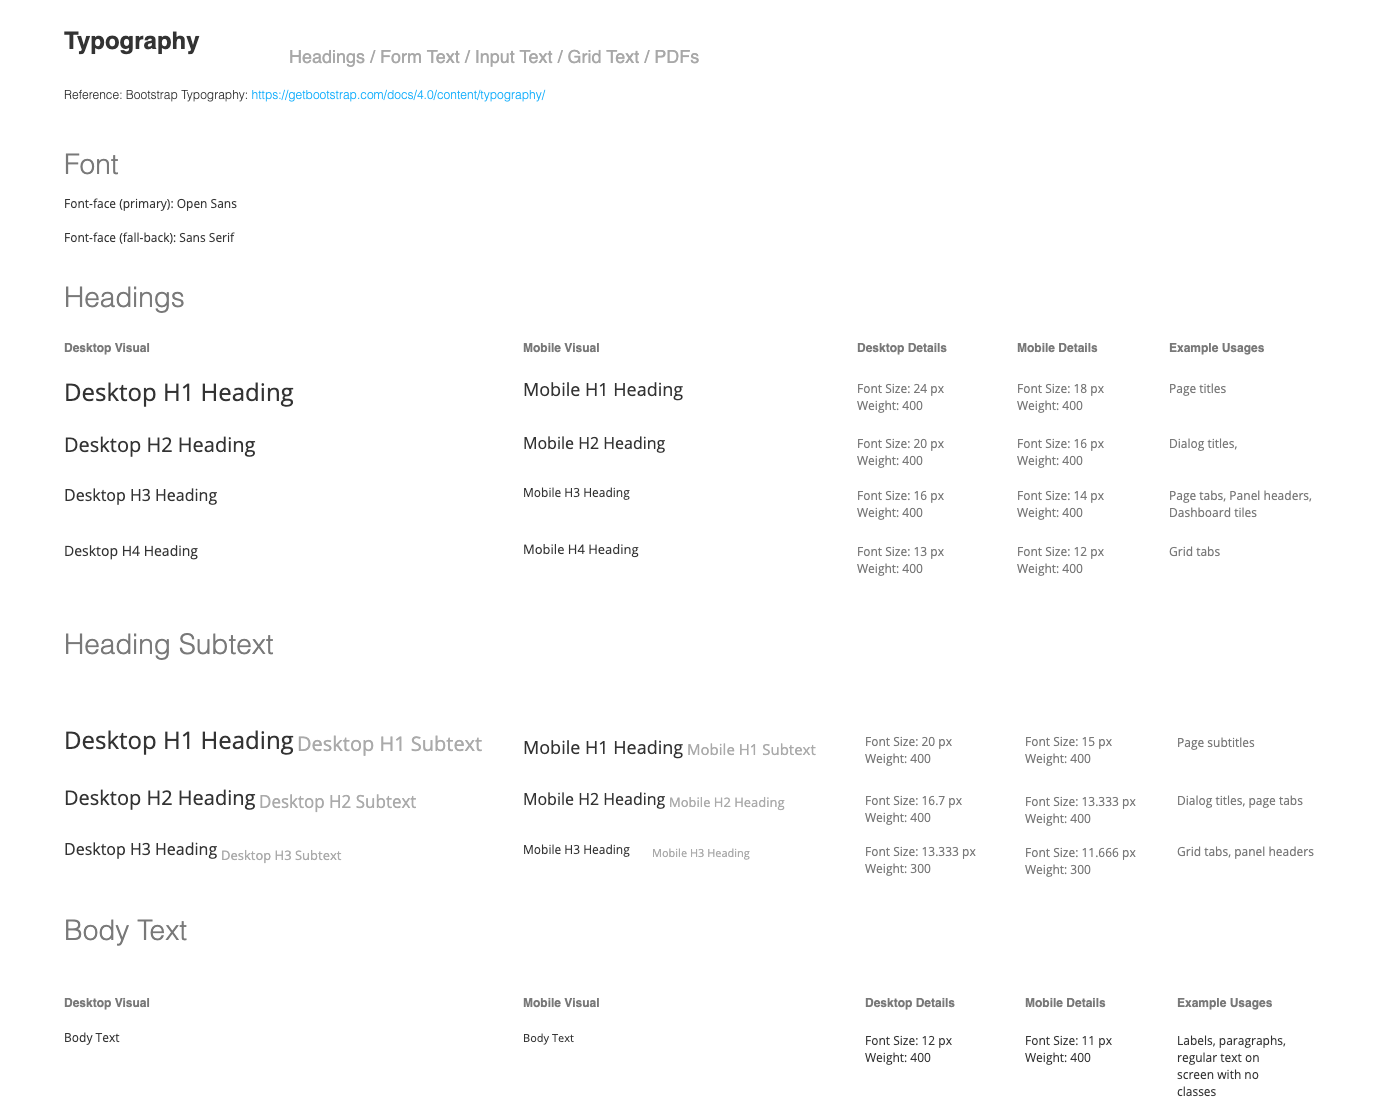 Typography
Headings / Form Text / Input Text / Grid Text / PDFs
Reference: Bootstrap Typography: https://getbootstrap.com/docs/4.0/content/typography/
Font
Font-face (primary): Open Sans
Font-face (fall-back): Sans Serif
Headings
Desktop Visual Mobile Visual Desktop Details Mobile Details Example Usages
Desktop H1 Heading Mobile H1 Heading Font Size: 24 px Font Size: 18 px Page titles
Weight: 400 Weight: 400
Desktop H2 Heading Mobile H2 Heading Font Size: 20 px Font Size: 16 px Dialog titles,
Weight: 400 Weight: 400
Desktop H3 Heading Mobile H3 Heading Font Size: 16 px Font Size: 14 px Page tabs, Panel headers,
Weight: 400 Weight: 400 Dashboard tiles
Desktop H4 Heading Mobile H4 Heading Font Size: 13 px Font Size: 12 px Grid tabs
Weight: 400 Weight: 400
Heading Subtext
Desktop H1 Heading Desktop H1 Subtext Mobile H1 Heading Mobile H1 Subtext Font Size: 20 px Font Size: 15 px Page subtitles
Weight: 400 Weight: 400
Desktop H2 Heading Desktop H2 Subtext Mobile H2 Heading Mobile H2 Heading Font Size: 16.7 px Font Size: 13.333 px Dialog titles, page tabs
Weight: 400 Weight: 400
Desktop H3 Heading Desktop H3 Subtext Mobile H3 Heading Mobile H3 Heading Font Size: 13.333 px Font Size: 11.666 px Grid tabs, panel headers
Weight: 300 Weight: 300
Body Text
Desktop Visual Mobile Visual Desktop Details Mobile Details Example Usages
Body Text Body Text Font Size: 12 px Font Size: 11 px Labels, paragraphs,
Weight: 400 Weight: 400 regular text on
screen with no
classes